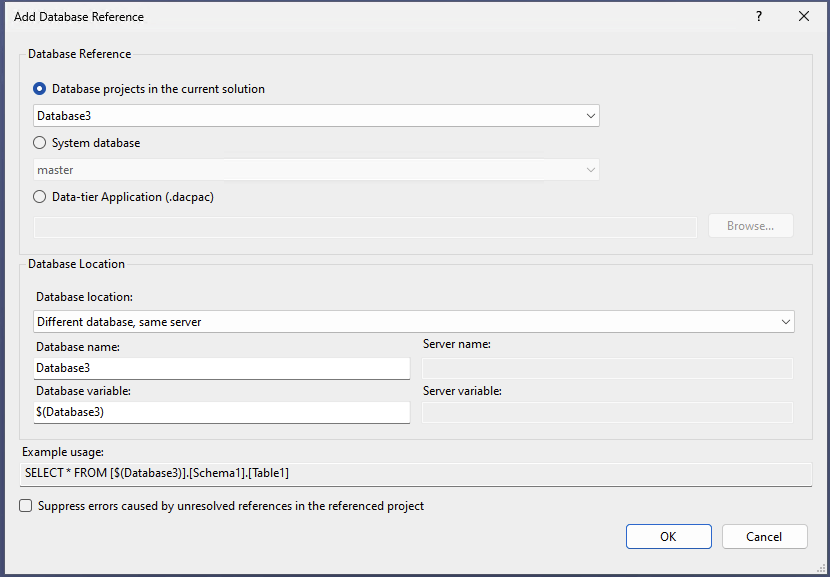 Add Database Reference
?
Database Reference
Database projects in the current solution
Database3
System database
master
Data-tier Application (.dacpac)
Browse...
Database Location
Database location:
Different database, same server
Database name:
Server name:
Database3
Database variable:
Server variable:
$(Database3)
Example usage:
SELECT * FROM [$(Database3)].[Schema1].[Table1]
Suppress errors caused by unresolved references in the referenced project
OK
Cancel